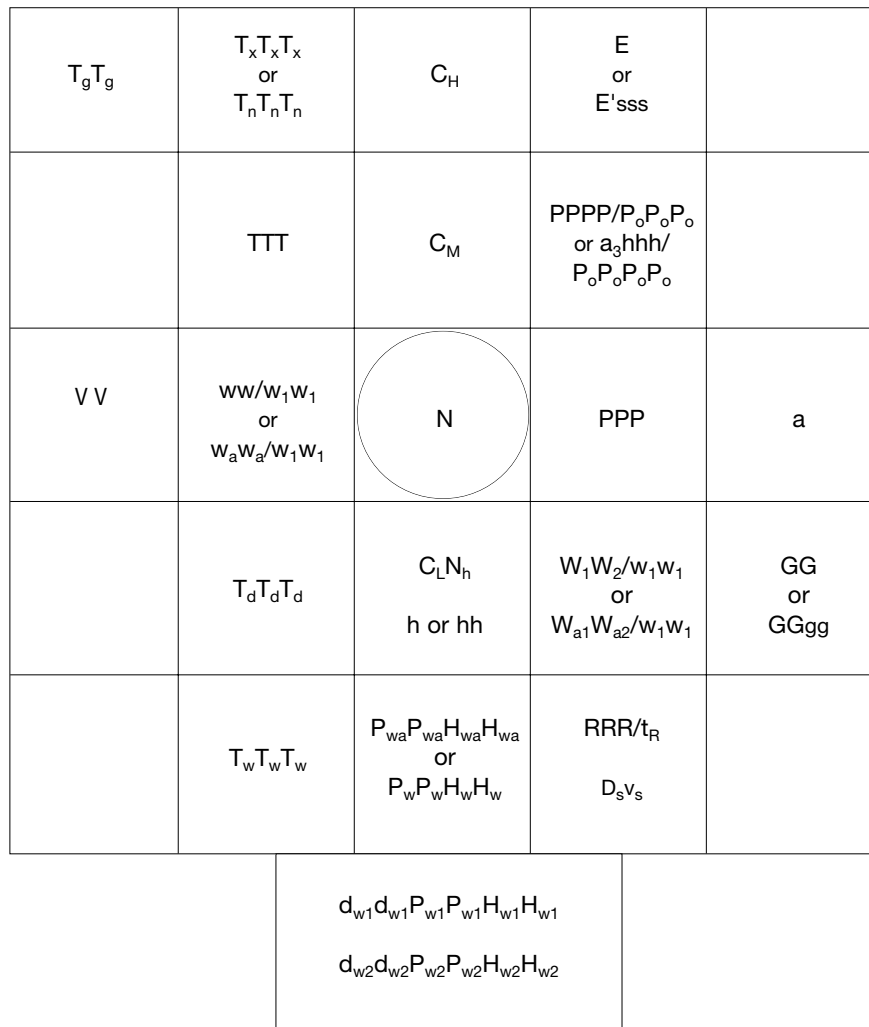 TgTg
TxTxTx
or
TnTnTn
CH
E
or
E'sss
TTT
CM
PPPP/PoPoPo
or a3hhh/
PoPoPoPo
V V
ww/w1w1
or
wawa/w1w1
N
PPP
a
TdTdTd
CLNh
h or hh
W1W2/w1w1
or
Wa1Wa2/w1w1
GG
or
GGgg
TwTwTw
PwaPwaHwaHwa
or
PwPwHwHw
RRR/tR
Dsvs
dw1dw1Pw1Pw1Hw1Hw1
dw2dw2Pw2Pw2Hw2Hw2